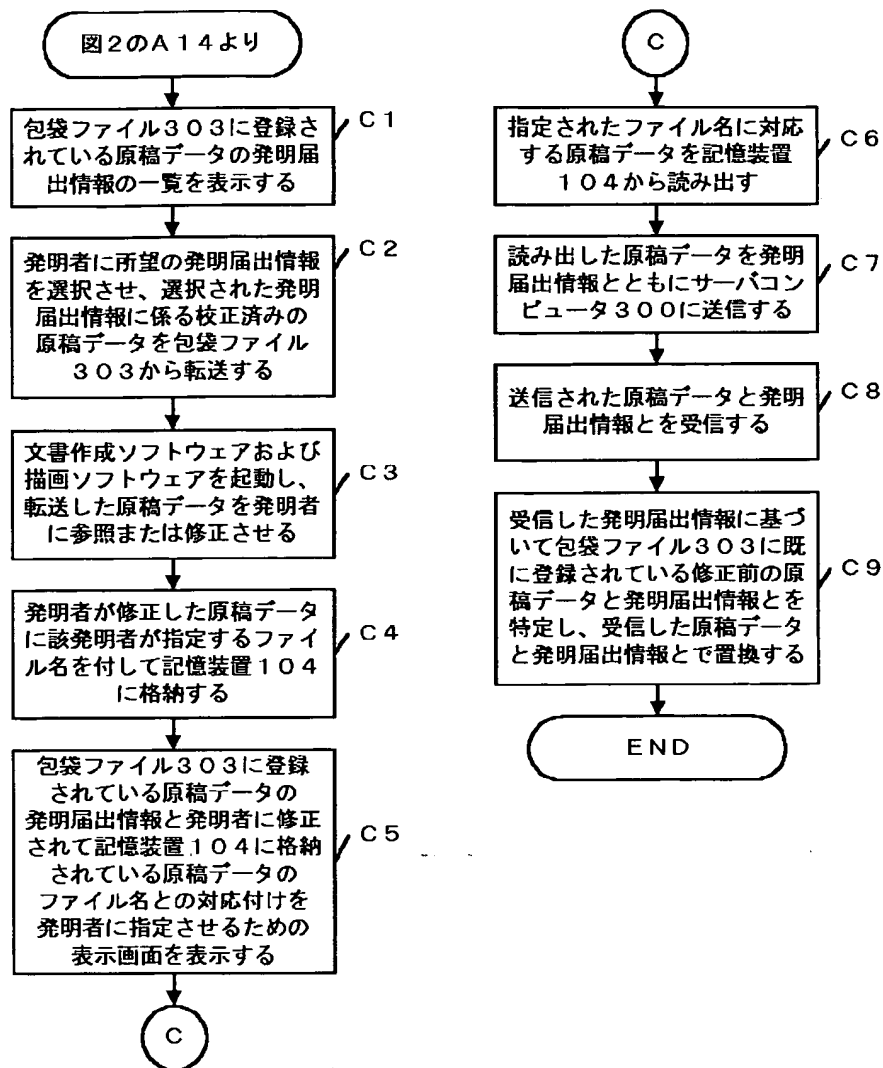 図2のA14より
包袋ファイル303に登録さ
れている原稿データの発明届
出情報の一覧を表示する
C1
発明者に所望の発明届出情報
を選択させ、選択された発明
届出情報に係る校正済みの
原稿データを包袋ファイル
303から転送する
C2
文書作成ソフトウェアおよび
描画ソフトウェアを起動し、
転送した原稿データを発明者
に参照または修正させる
C3
発明者が修正した原稿データ
に該発明者が指定するファイ
ル名を付して記憶装置104
に格納する
C4
包袋ファイル303に登録
されている原稿データの
発明届出情報と発明者に修正
されて記憶装置104に格納
されている原稿データの
ファイル名との対応付けを
発明者に指定させるための
表示画面を表示する
C5
C
C
指定されたファイル名に対応
する原稿データを記憶装置
104から読み出す
C6
読み出した原稿データを発明
届出情報とともにサーバコン
ピュータ300に送信する
C7
送信された原稿データと発明
届出情報とを受信する
C8
受信した発明届出情報に基づ
いて包袋ファイル303に既
に登録されている修正前の原
稿データと発明届出情報とを
特定し、受信した原稿データ
と発明届出情報とで置換する
C9
END